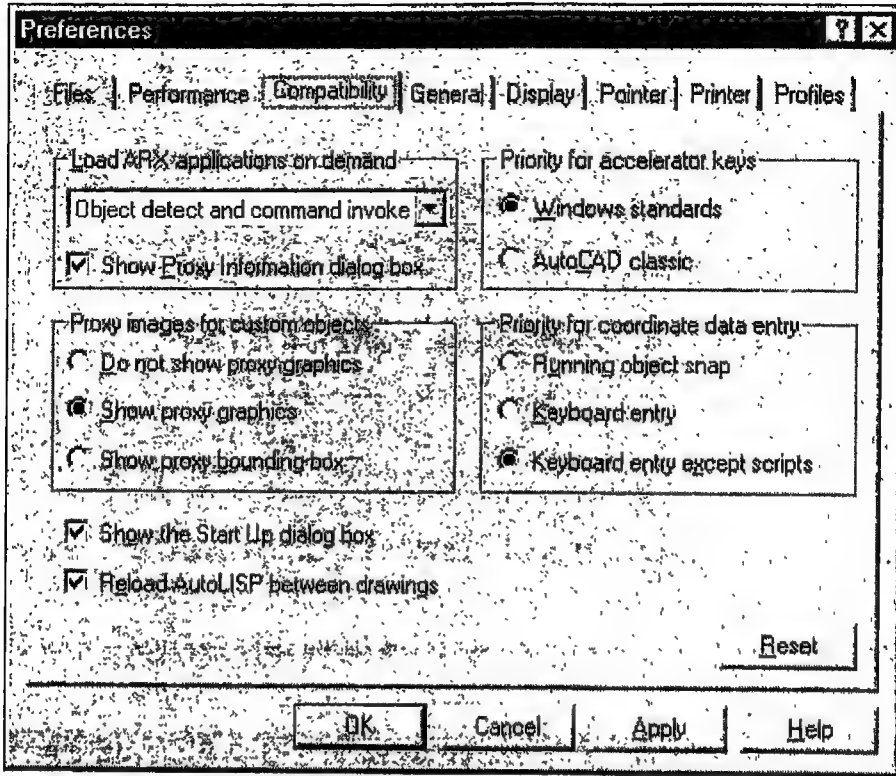 Preferences
Files Performance Compatibility General Display Pointer Printer Profiles
Load ARX applications on demand
Object detect and command invoke
Show Proxy Information dialog box
Priority for accelerator keys
Windows standards
AutoCAD classic
Proxy images for custom objects
Do not show proxy graphics
Show proxy graphics
Show proxy bounding box
Priority for coordinate data entry
Running object snap
Keyboard entry
Keyboard entry except scripts
Show the Start Up dialog box
Reload AutoLISP between drawings
Reset
OK Cancel Apply Help